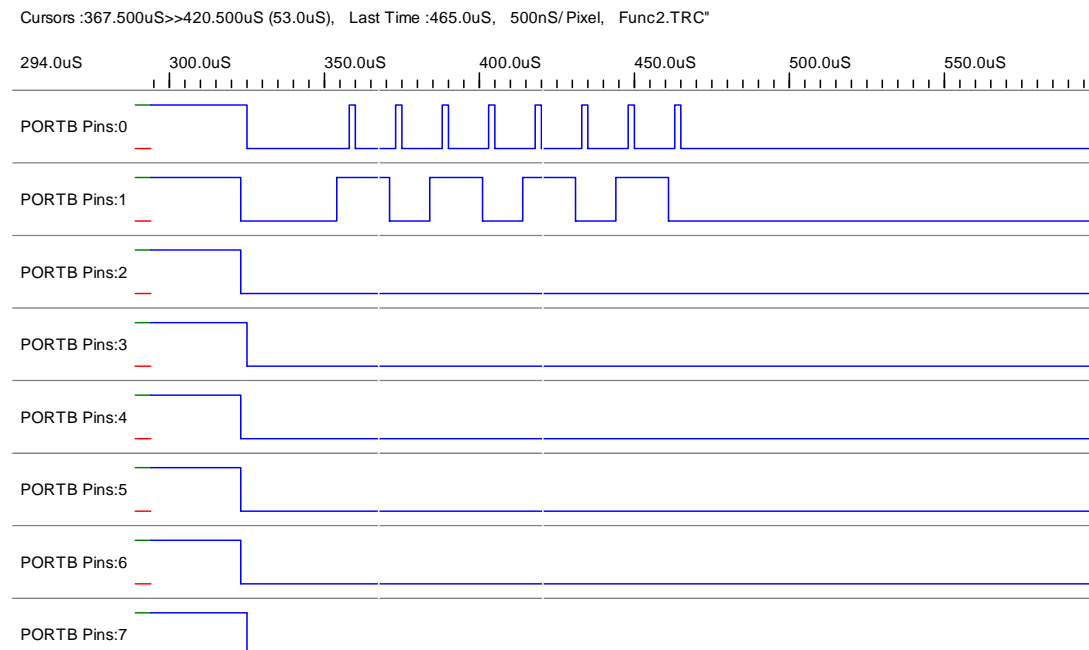 Cursors :367.500uS>>420.500uS (53.0uS), Last Time :465.0uS, 500nS/Pixel, Func2.TRC"
294.0uS 300.0uS 350.0uS 400.0uS 450.0uS 500.0uS 550.0uS
PORTB Pins:0
PORTB Pins:1
PORTB Pins:2
PORTB Pins:3
PORTB Pins:4
PORTB Pins:5
PORTB Pins:6
PORTB Pins:7